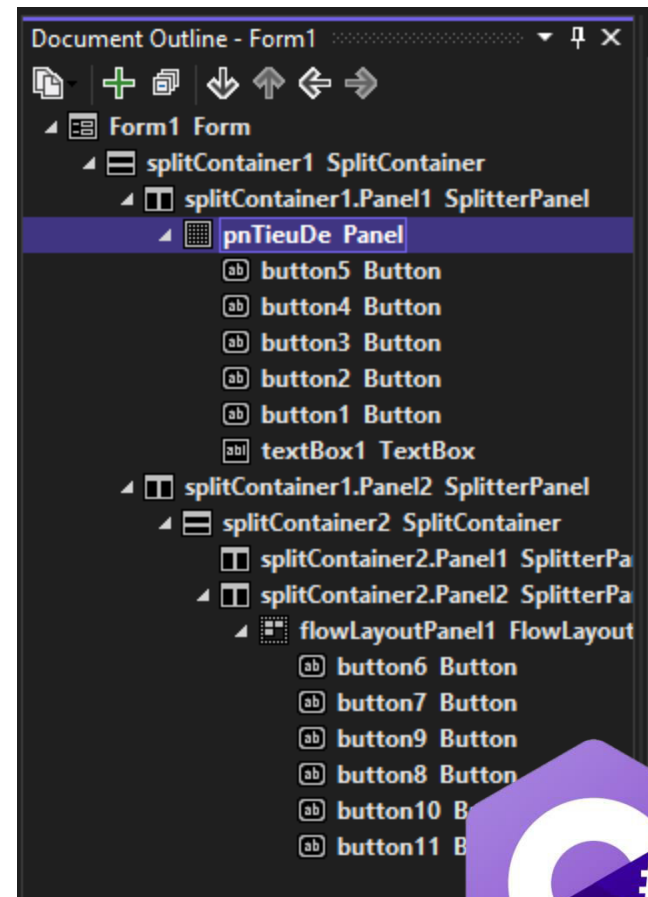 Document Outline - Form1
Form1 Form
splitContainer1 SplitContainer
splitContainer1.Panel1 SplitterPanel
pnTieuDe Panel
button5 Button
button4 Button
button3 Button
button2 Button
button1 Button
textBox1 TextBox
splitContainer1.Panel2 SplitterPanel
splitContainer2 SplitContainer
splitContainer2.Panel1 SplitterPa
splitContainer2.Panel2 SplitterPa
flowLayoutPanel1 FlowLayout
button6 Button
button7 Button
button9 Button
button8 Button
button10 B
button11 B